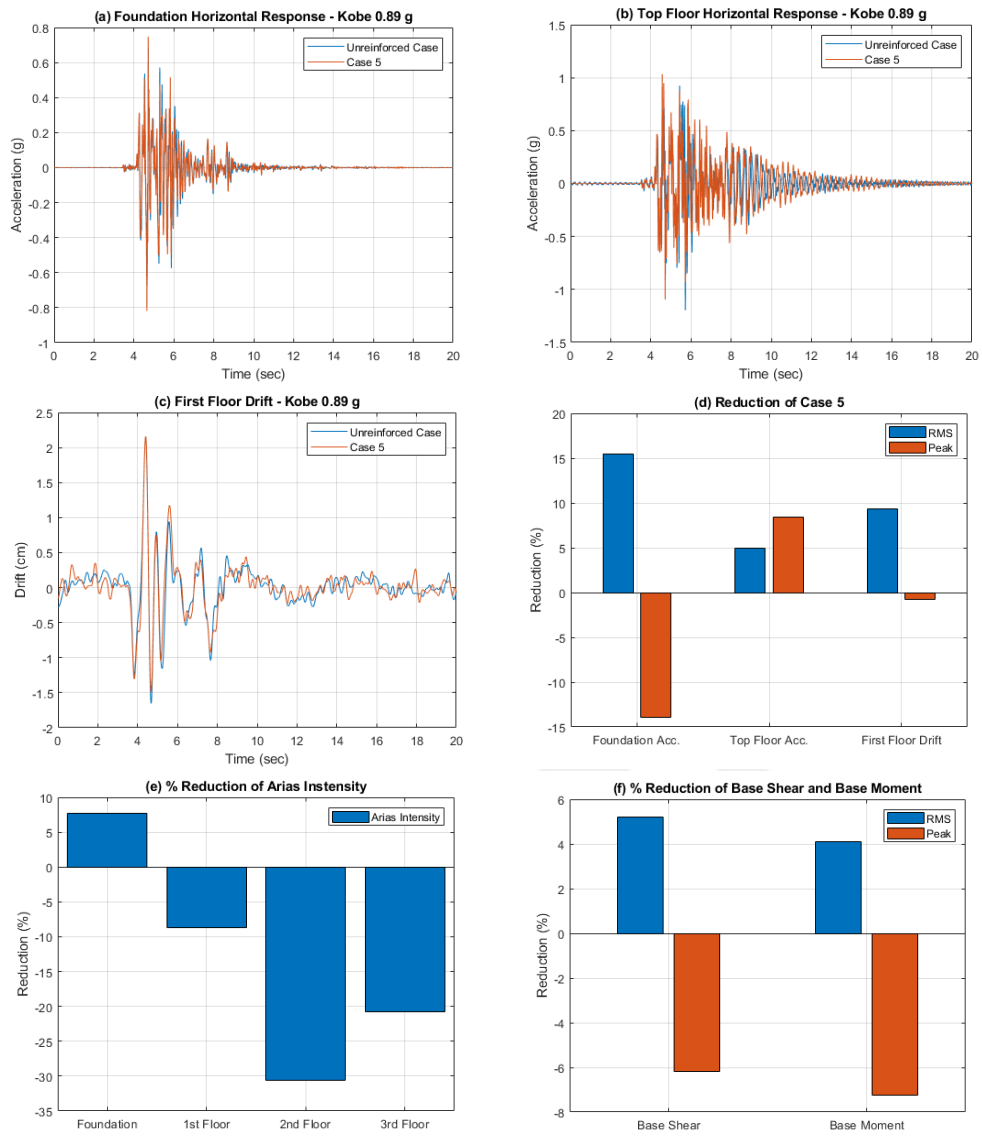 (a) Foundation Horizontal Response - Kobe 0.89 g
Unreinforced Case
Case 5
Acceleration (g)
0.8
0.6
0.4
0.2
0
-0.2
-0.4
-0.6
-0.8
-1
0 2 4 6 8 10 12 14 16 18 20
Time (sec)
(b) Top Floor Horizontal Response - Kobe 0.89 g
Unreinforced Case
Case 5
Acceleration (g)
1.5
1
0.5
0
-0.5
-1
-1.5
0 2 4 6 8 10 12 14 16 18 20
Time (sec)
(c) First Floor Drift - Kobe 0.89 g
Unreinforced Case
Case 5
Drift (cm)
2.5
2
1.5
1
0.5
0
-0.5
-1
-1.5
-2
0 2 4 6 8 10 12 14 16 18 20
Time (sec)
(d) Reduction of Case 5
RMS
Peak
Reduction (%)
20
15
10
5
0
-5
-10
-15
Foundation Acc. Top Floor Acc. First Floor Drift
(e) % Reduction of Arias Instensity
Arias Intensity
Reduction (%)
10
5
0
-5
-10
-15
-20
-25
-30
-35
Foundation 1st Floor 2nd Floor 3rd Floor
(f) % Reduction of Base Shear and Base Moment
RMS
Peak
Reduction (%)
6
4
2
0
-2
-4
-6
-8
Base Shear Base Moment